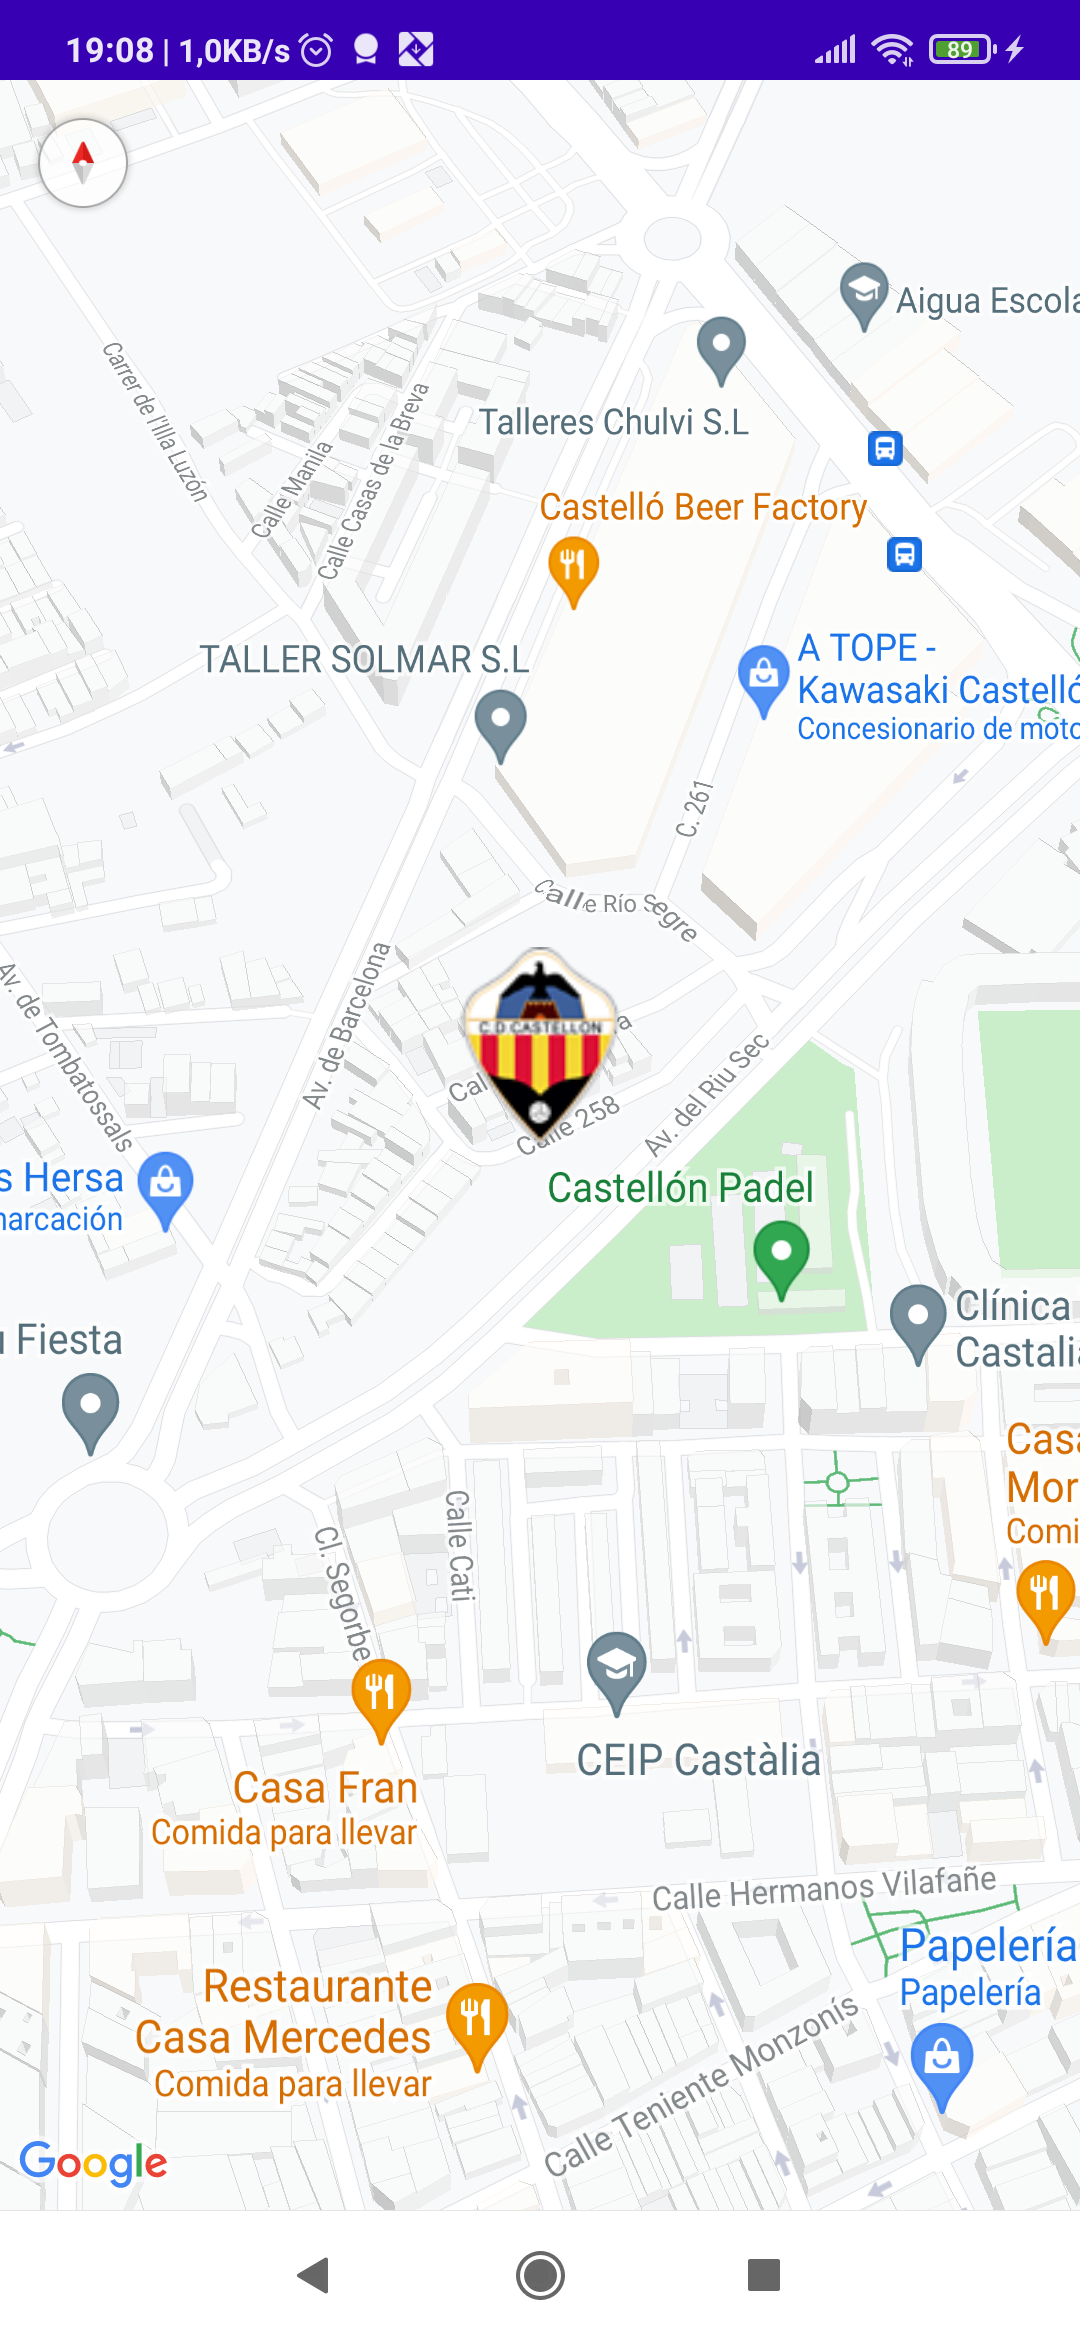 19:08 | 1,0KB/s
89
Aigua Escola
Talleres Chulvi S.L
Carrer de l'Illa Luzón
Calle Manila
Calle Casas de la Breva
Castelló Beer Factory
TALLER SOLMAR S.L
A TOPE -
Kawasaki Castelló
Concesionario de moto
C. 261
Calle Río Segre
Av. de Barcelona
Av. de Tombatossals
C.D.CASTELLON
a
Cal
Calle 258
Av. del Riu Sec
s Hersa
marcación
Castellón Padel
Clínica
Castalia
u Fiesta
Casa
Mor
Comi
Calle Cati
Cl. Segorbe
CEIP Castàlia
Casa Fran
Comida para llevar
Calle Hermanos Vilafañe
Papelería
Papelería
Restaurante
Casa Mercedes
Comida para llevar
Calle Teniente Monzonís
Google